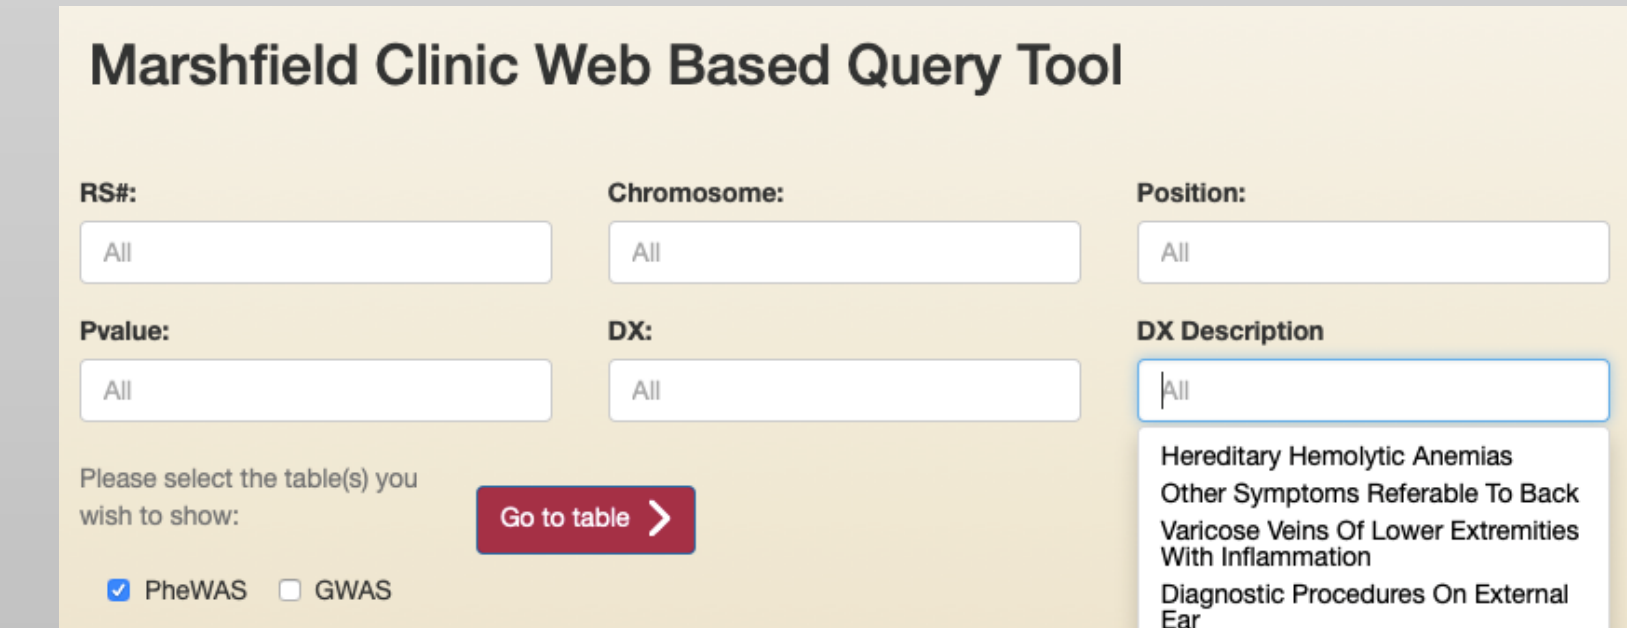 Marshfield Clinic Web Based Query Tool
RS#:
Chromosome:
Position:
All
All
All
Pvalue:
DX:
DX Description
All
All
All
Please select the table(s) you
wish to show:
Go to table
PheWAS
GWAS
Hereditary Hemolytic Anemias
Other Symptoms Referable To Back
Varicose Veins Of Lower Extremities
With Inflammation
Diagnostic Procedures On External
Ear